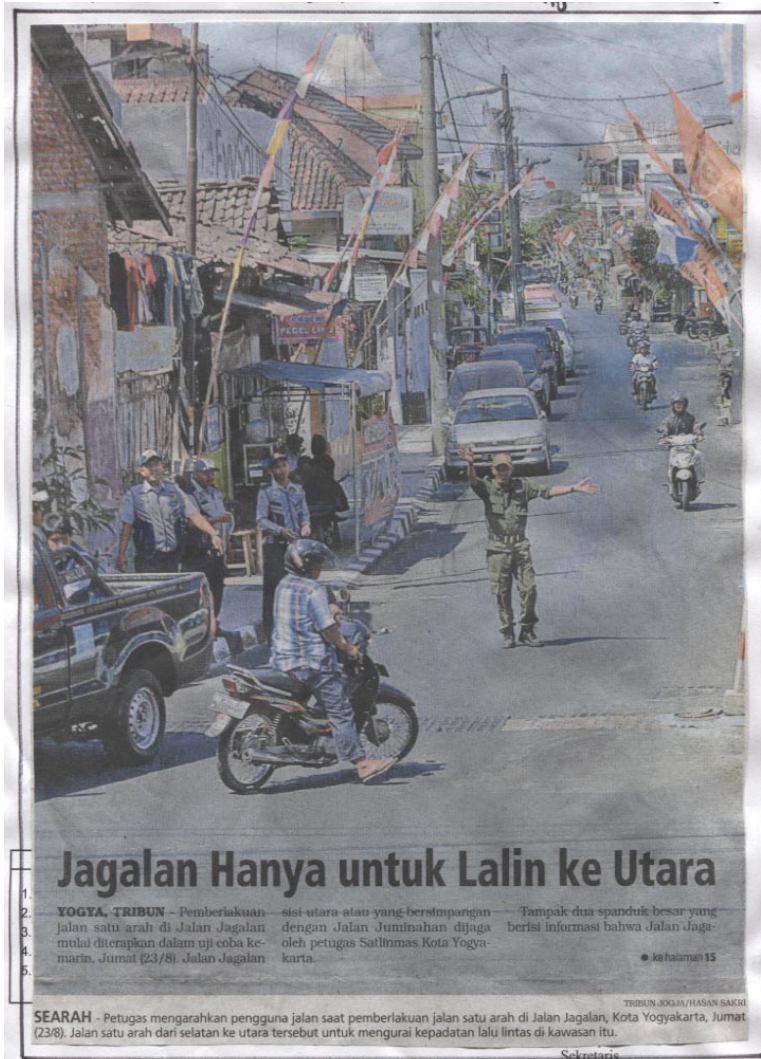 PEGEL LINU
Jagalan Hanya untuk Lalin ke Utara
YOGYA, TRIBUN - Pemberlakuan
jalan satu arah di Jalan Jagalan
mulai diterapkan dalam uji coba ke-
marin, Jumat (23/8). Jalan Jagalan
sisi utara atau yang bersimpangan
dengan Jalan Juminahan dijaga
oleh petugas Satlinmas Kota Yogya-
karta.
Tampak dua spanduk besar yang
berisi informasi bahwa Jalan Jaga-
● ke halaman 15
1.
2.
3.
4.
5.
TRIBUN JOGJA/HASAN SAKRI
SEARAH - Petugas mengarahkan pengguna jalan saat pemberlakuan jalan satu arah di Jalan Jagalan, Kota Yogyakarta, Jumat
(23/8). Jalan satu arah dari selatan ke utara tersebut untuk mengurai kepadatan lalu lintas di kawasan itu.
Sekretaris